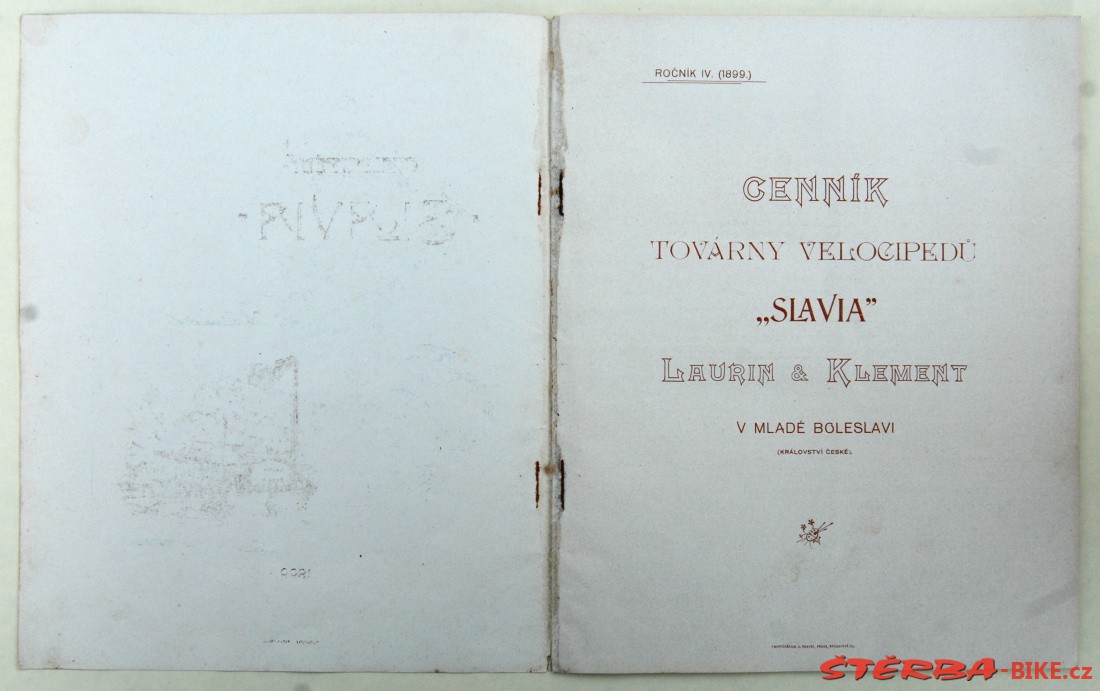 ROČNÍK IV. (1899.)
CENNÍK
TOVÁRNY VELOCIPEDŮ
„SLAVIA”
LAURIN & KLEMENT
V MLADÉ BOLESLAVI
(KRÁLOVSTVÍ ČESKÉ).
ŠTĚRBA-BIKE.cz